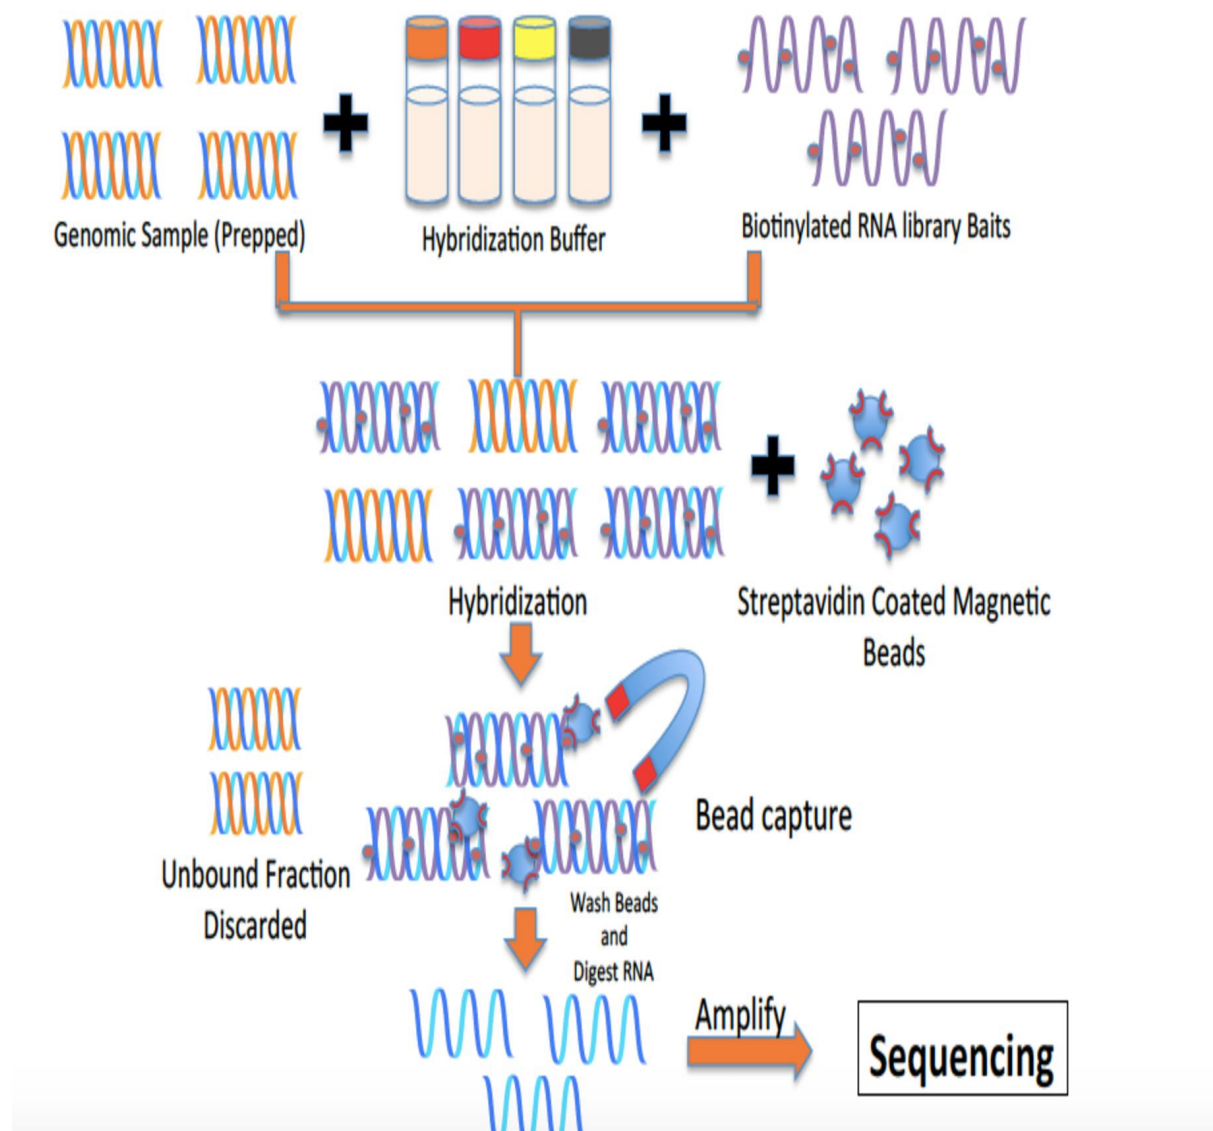 Genomic Sample (Prepped)
Hybridization Buffer
Biotinylated RNA library Baits
Hybridization
Streptavidin Coated Magnetic
Beads
Bead capture
Unbound Fraction
Discarded
Wash Beads
and
Digest RNA
Amplify
Sequencing